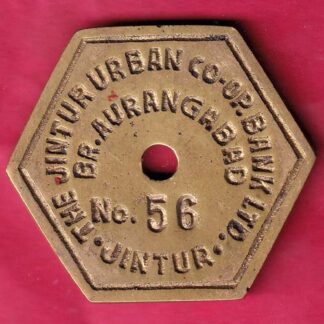 THE JINTUR URBAN CO-OP. BANK LTD.
BR. AURANGABAD
No. 56
• JINTUR •